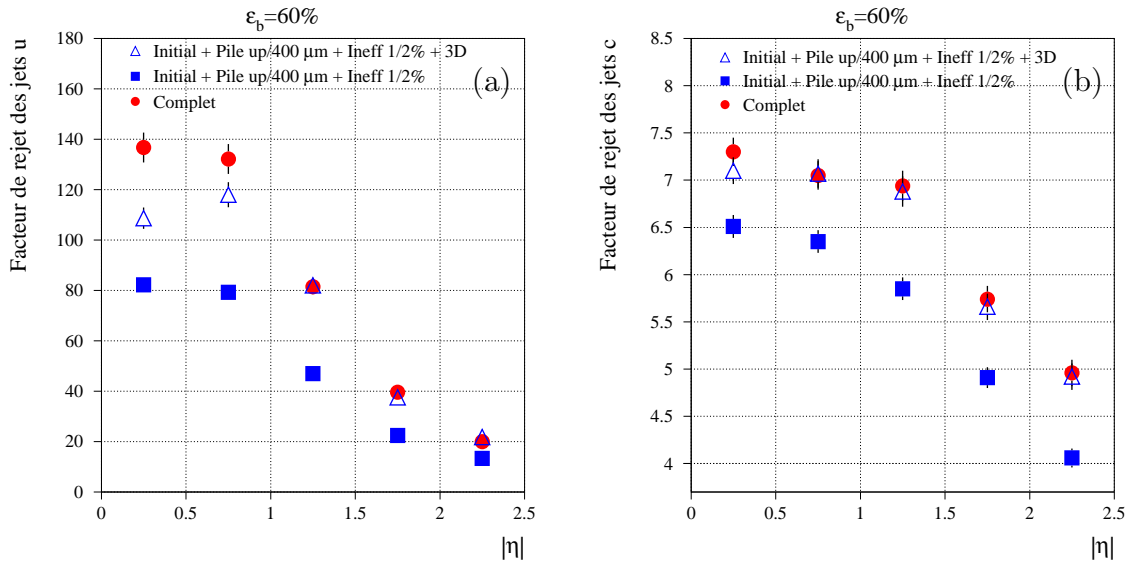 ε_b=60%
Facteur de rejet des jets u
180
160
140
120
100
80
60
40
20
0
Initial + Pile up/400 μm + Ineff 1/2% + 3D
Initial + Pile up/400 μm + Ineff 1/2%
Complet
(a)
0 0.5 1 1.5 2 2.5
|η|
ε_b=60%
Facteur de rejet des jets c
8.5
8
7.5
7
6.5
6
5.5
5
4.5
4
Initial + Pile up/400 μm + Ineff 1/2% + 3D
Initial + Pile up/400 μm + Ineff 1/2%
Complet
(b)
0 0.5 1 1.5 2 2.5
|η|